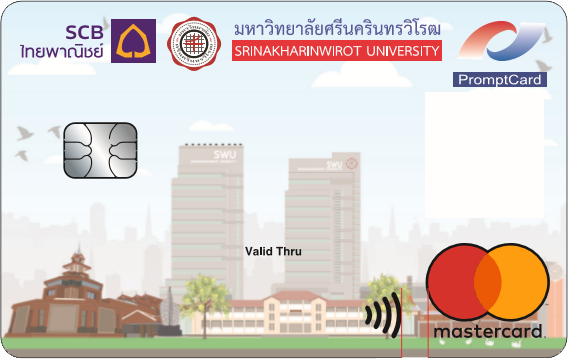 SCB
ไทยพาณิชย์
มหาวิทยาลัยศรีนครินทรวิโรฒ
SRINAKHARINWIROT UNIVERSITY
PromptCard
SWU
SWU
Valid Thru
mastercard